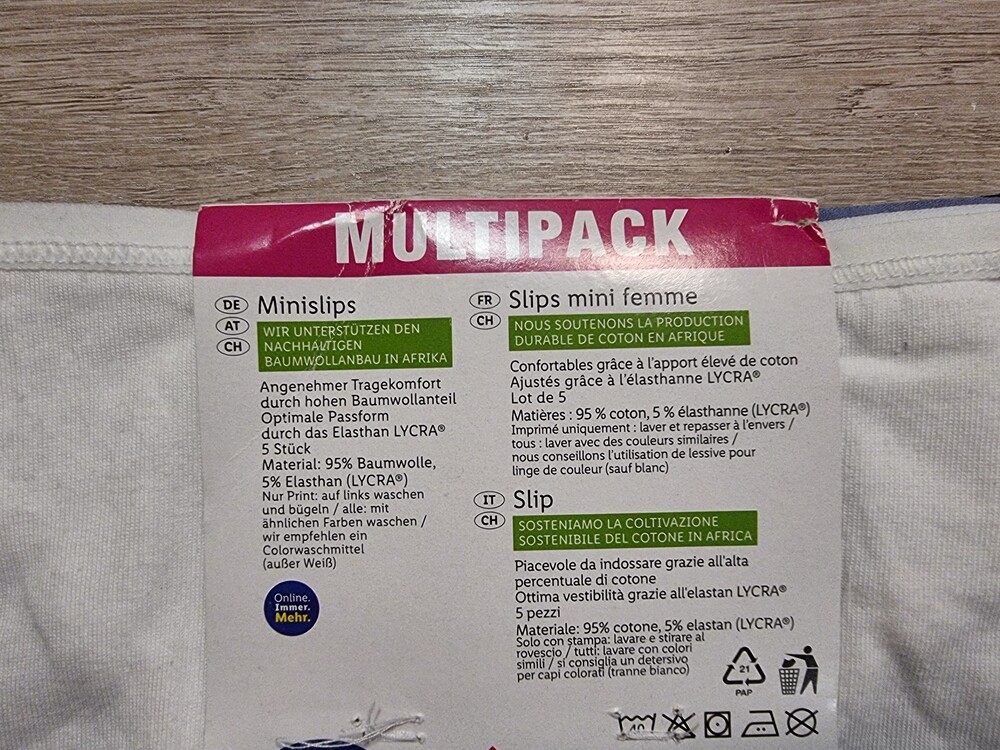 MULTIPACK
DE
AT
CH
Minislips
WIR UNTERSTÜTZEN DEN
NACHHALTIGEN
BAUMWOLLANBAU IN AFRIKA
Angenehmer Tragekomfort
durch hohen Baumwollanteil
Optimale Passform
durch das Elasthan LYCRA®
5 Stück
Material: 95% Baumwolle,
5% Elasthan (LYCRA®)
Nur Print: auf links waschen
und bügeln / alle: mit
ähnlichen Farben waschen /
wir empfehlen ein
Colorwaschmittel
(außer Weiß)
Online.
Immer.
Mehr.
FR
CH
Slips mini femme
NOUS SOUTENONS LA PRODUCTION
DURABLE DE COTON EN AFRIQUE
Confortables grâce à l'apport élevé de coton
Ajustés grâce à l'élasthanne LYCRA®
Lot de 5
Matières : 95 % coton, 5 % élasthanne (LYCRA®)
Imprimé uniquement : laver et repasser à l'envers /
tous : laver avec des couleurs similaires /
nous conseillons l'utilisation de lessive pour
linge de couleur (sauf blanc)
IT
CH
Slip
SOSTENIAMO LA COLTIVAZIONE
SOSTENIBILE DEL COTONE IN AFRICA
Piacevole da indossare grazie all'alta
percentuale di cotone
Ottima vestibilità grazie all'elastan LYCRA®
5 pezzi
Materiale: 95% cotone, 5% elastan (LYCRA®)
Solo con stampa: lavare e stirare al
rovescio / tutti: lavare con colori
simili / si consiglia un detersivo
per capi colorati (tranne bianco)
21
PAP
40